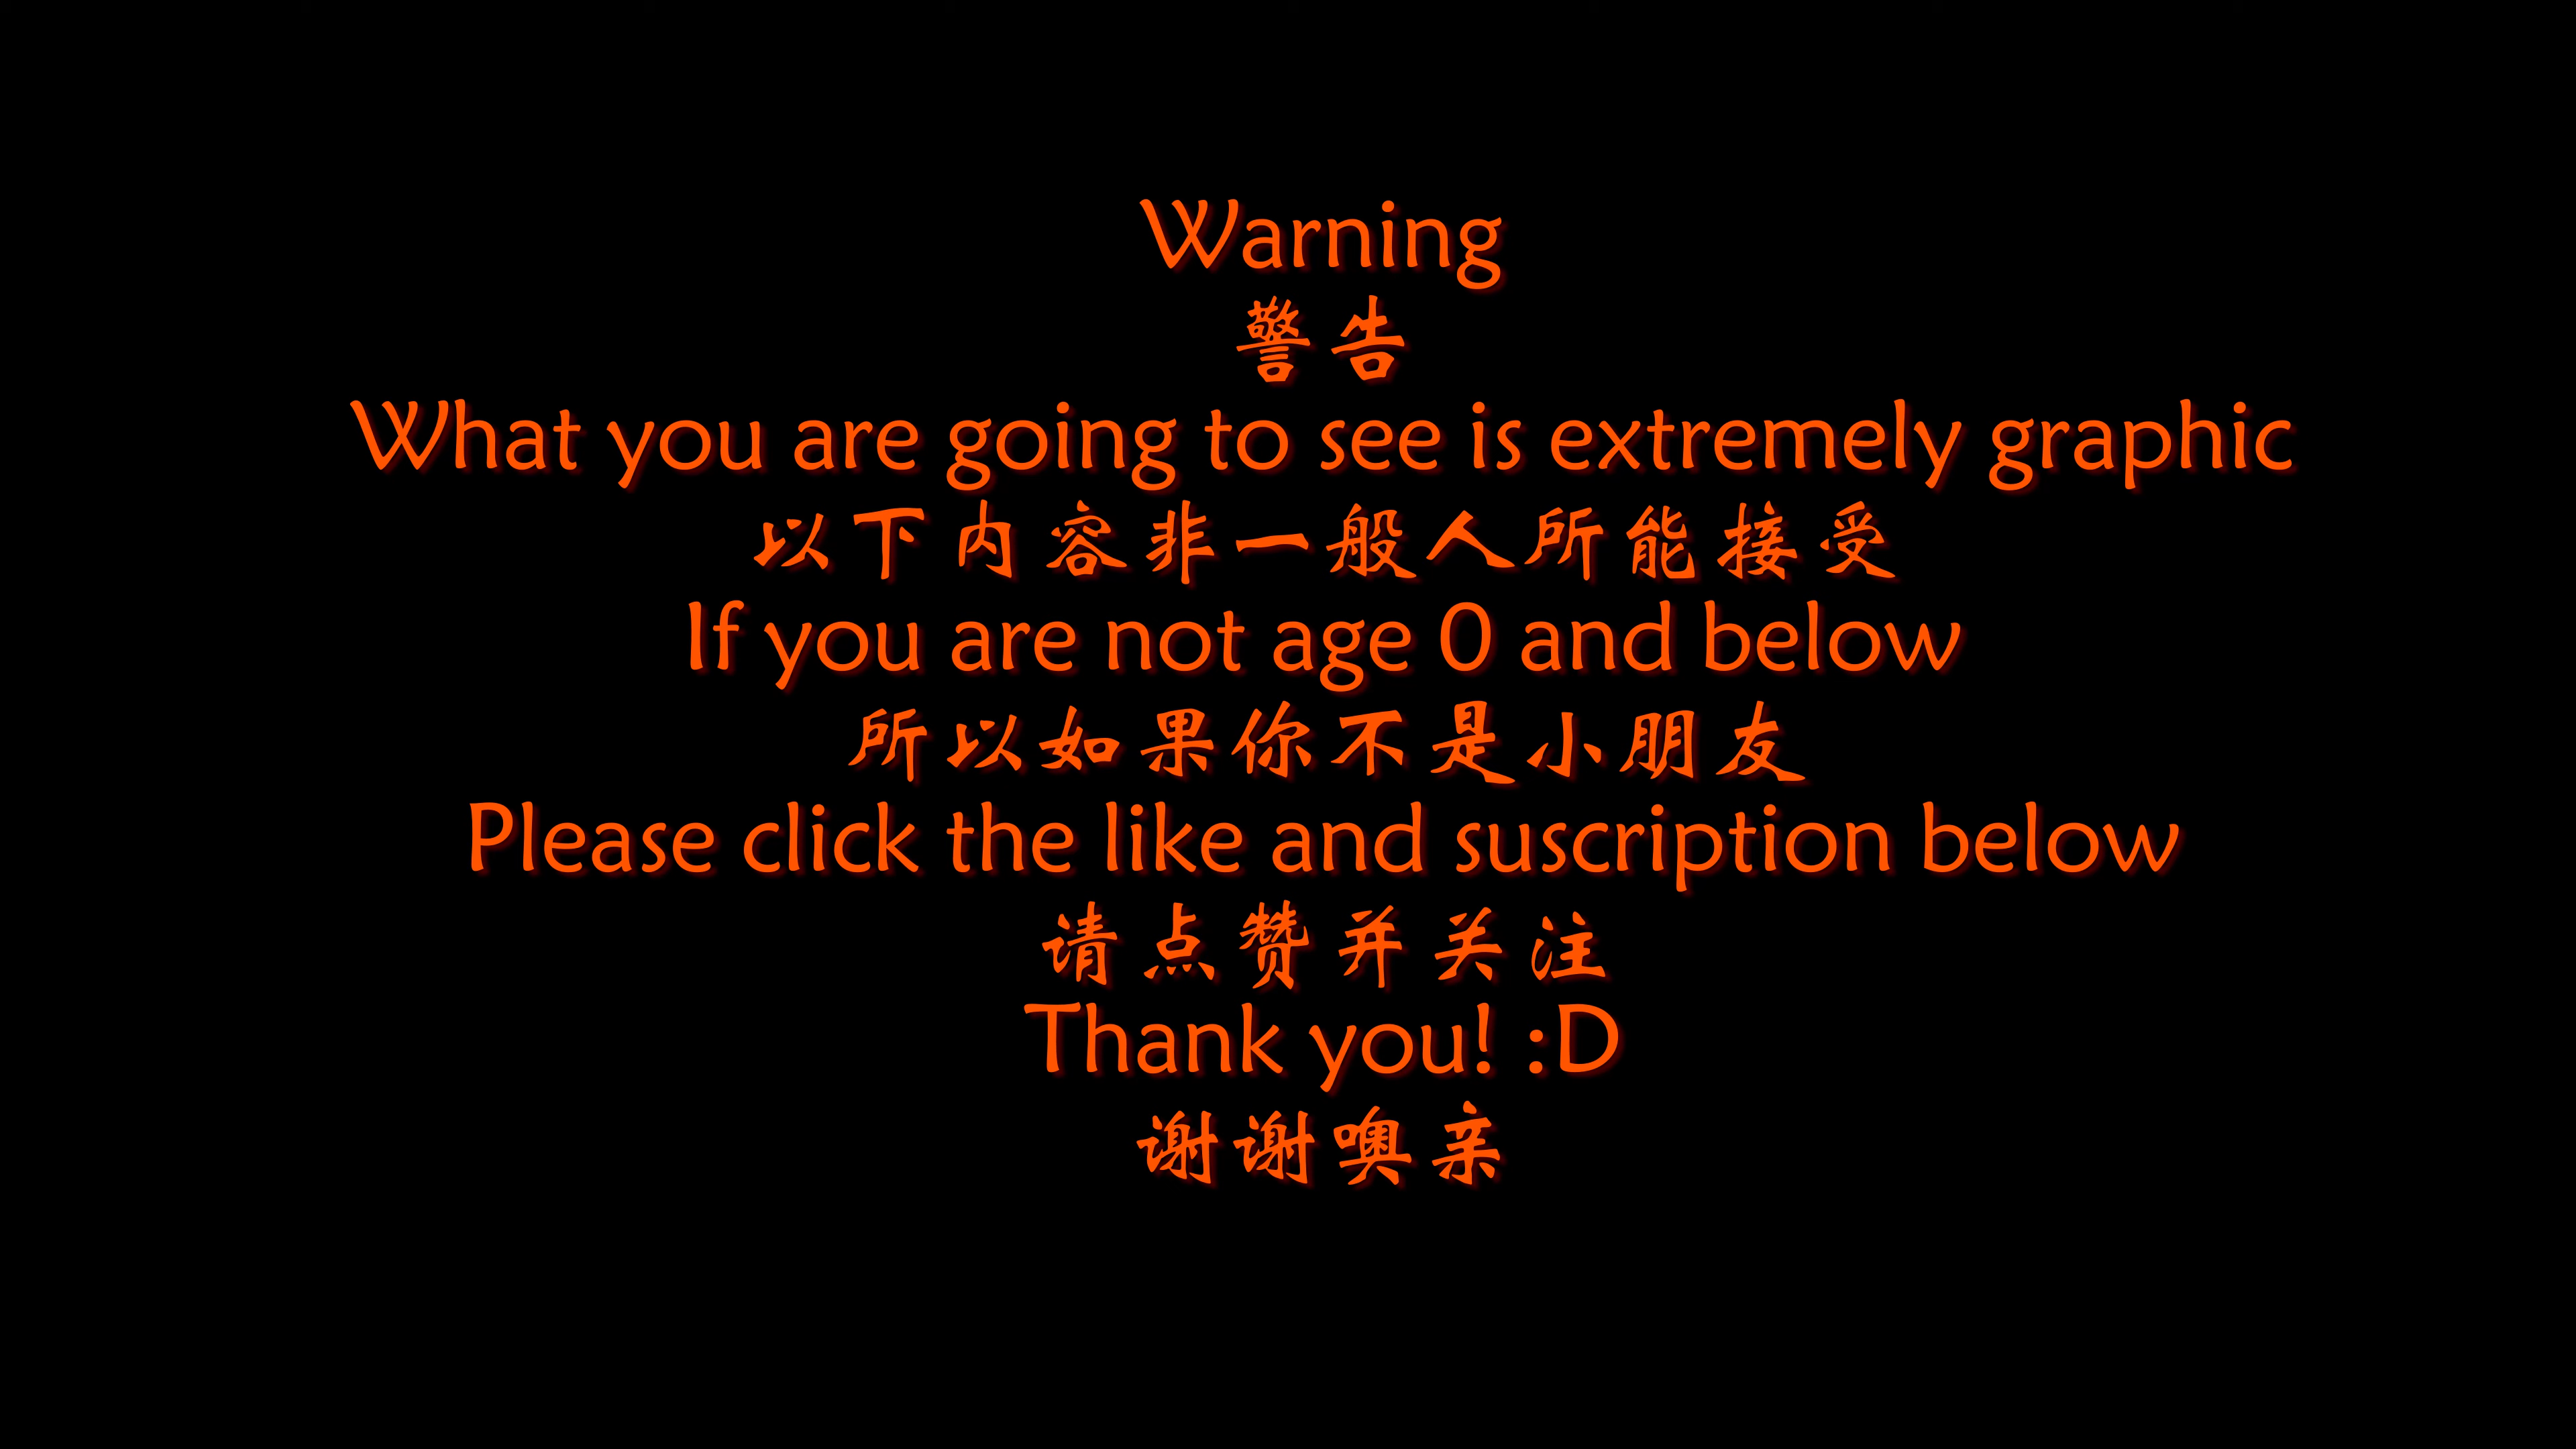 Warning
警告
What you are going to see is extremely graphic
以下内容非一般人所能接受
If you are not age 0 and below
所以如果你不是小朋友
Please click the like and suscription below
请点赞并关注
Thank you! :D
谢谢噢亲